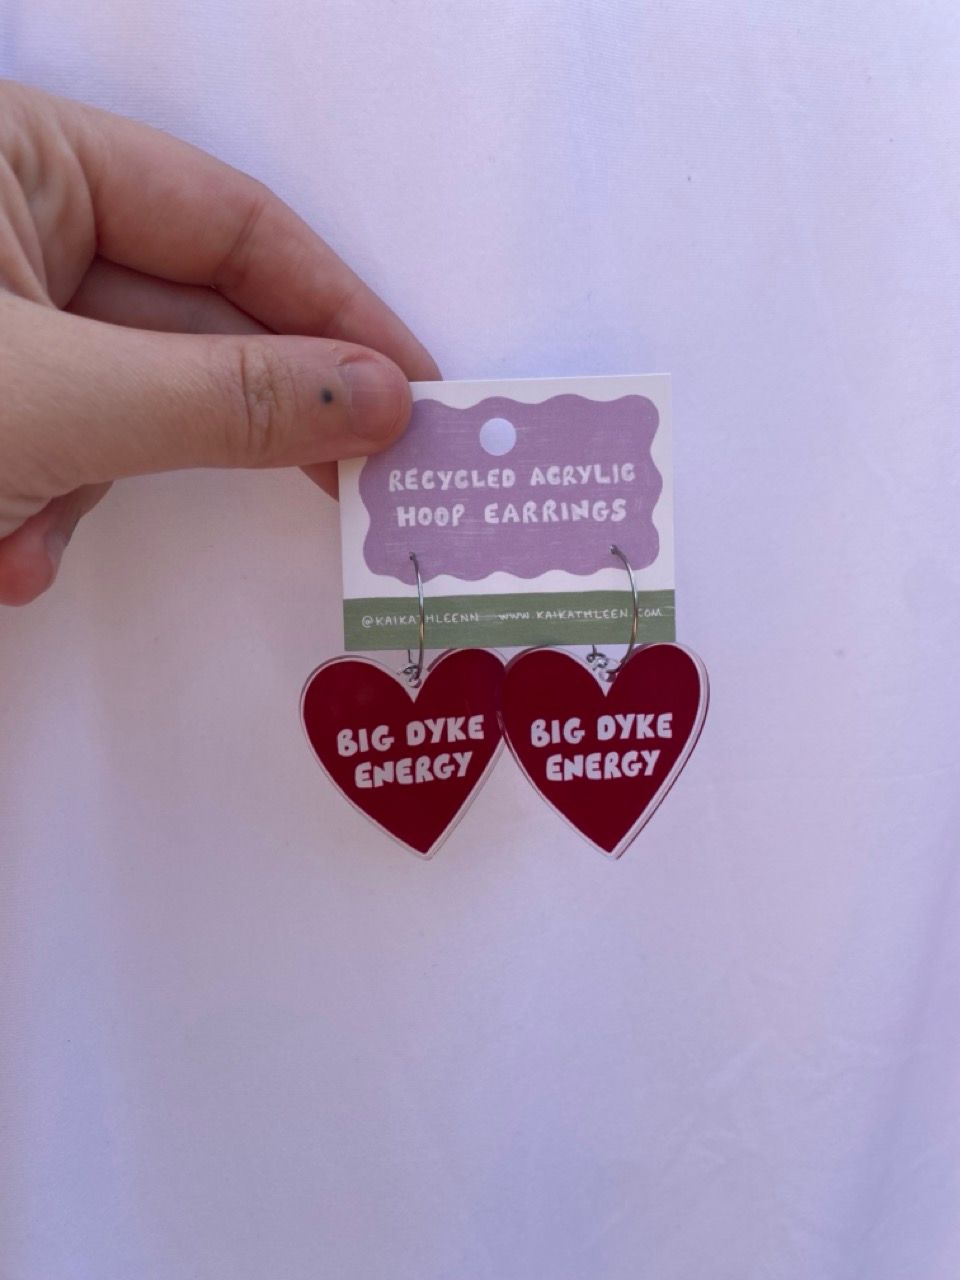 RECYCLED ACRYLIC
HOOP EARRINGS
@KAIKATHLEENN www.KAIKATHLEEN.COM
BIG DYKE
ENERGY
BIG DYKE
ENERGY